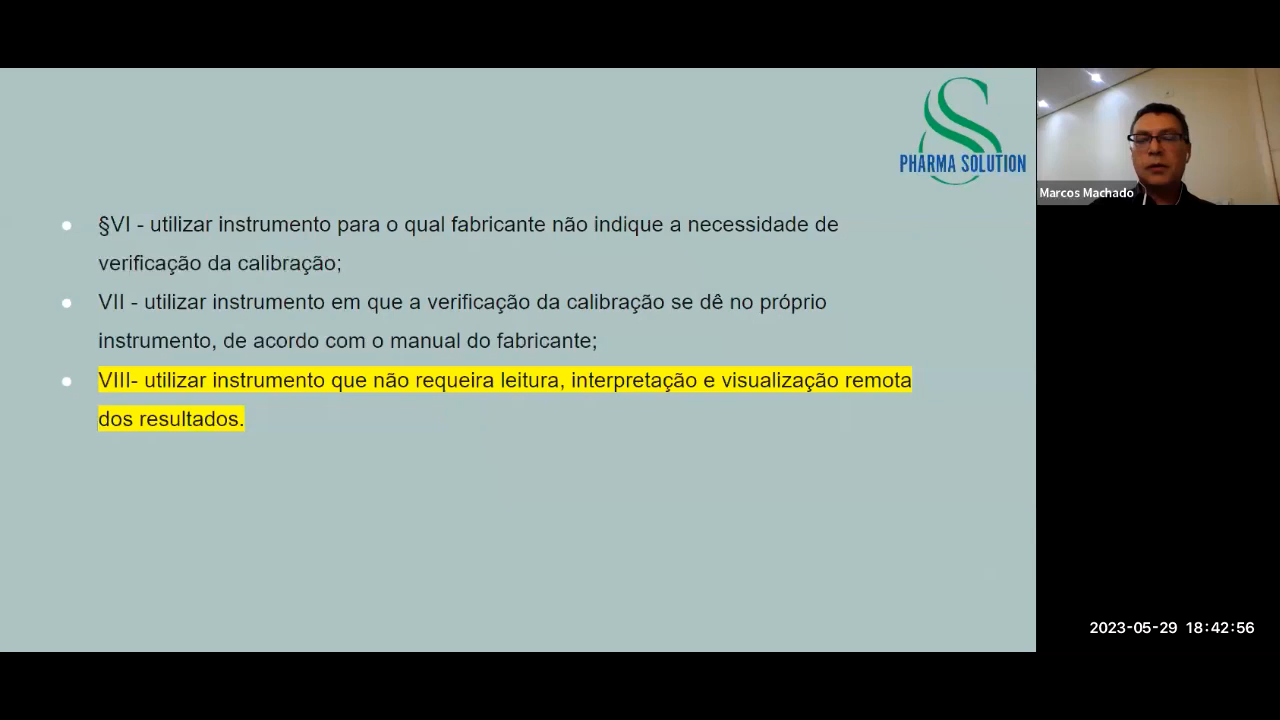 PHARMA SOLUTION
Marcos Machado
§VI - utilizar instrumento para o qual fabricante não indique a necessidade de
verificação da calibração;
VII - utilizar instrumento em que a verificação da calibração se dê no próprio
instrumento, de acordo com o manual do fabricante;
VIII- utilizar instrumento que não requeira leitura, interpretação e visualização remota
dos resultados.
2023-05-29 18:42:56